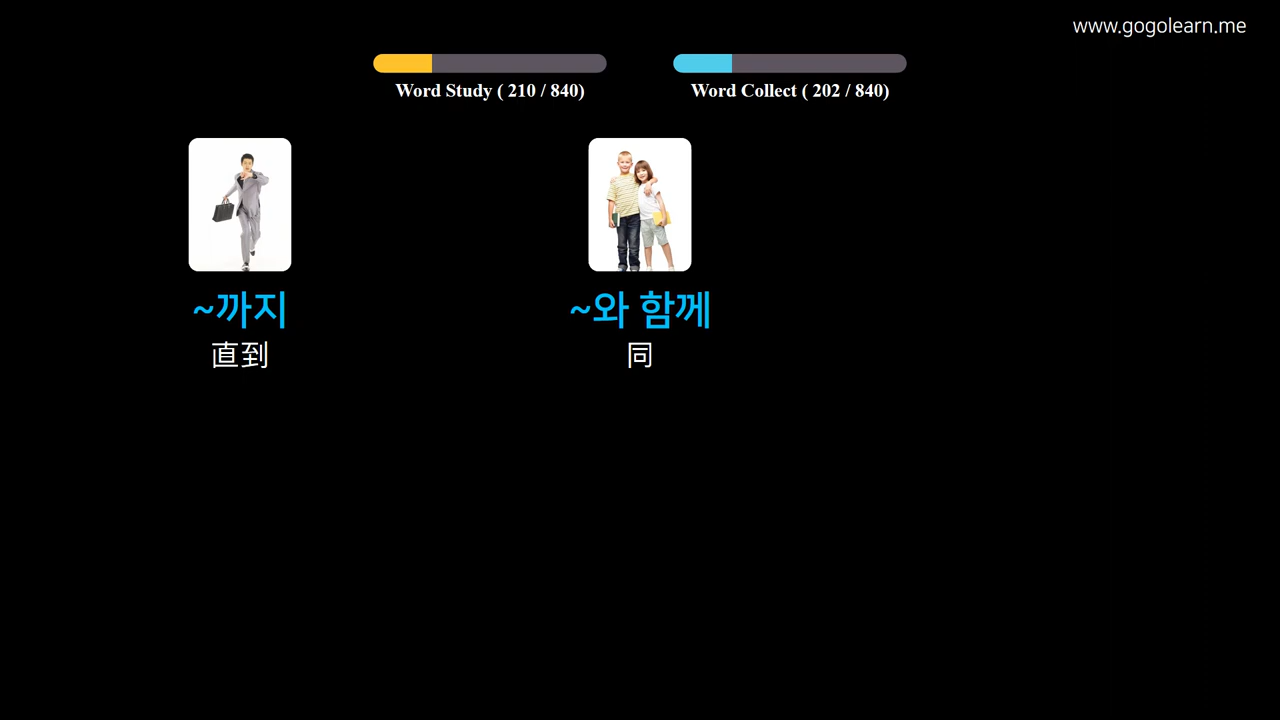 www.gogolearn.me
Word Study ( 210 / 840)
Word Collect ( 202 / 840)
~까지
直到
~와 함께
同